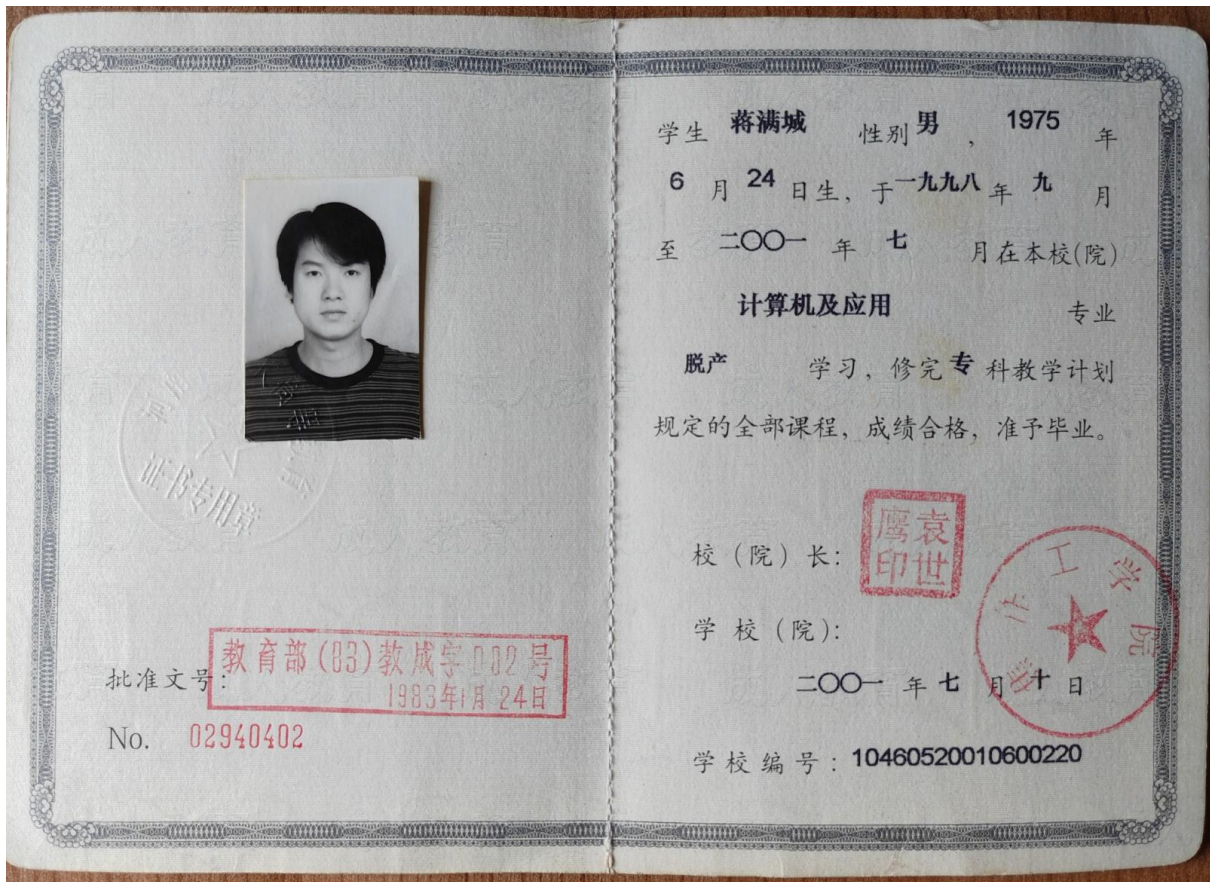 证书专用章
批准文号:
教育部(83)教成字002号
1983年1月24日
No. 02940402
学生 蒋满城 性别 男 , 1975 年
6 月 24 日生, 于 一九九八 年 九 月
至 二〇〇一 年 七 月在本校(院)
计算机及应用 专业
脱产 学习, 修完 专 科教学计划
规定的全部课程, 成绩合格, 准予毕业。
校(院)长:
袁世鹰印
学校(院):
焦作工学院
二〇〇一 年 七 月 十 日
学校编号: 10460520010600220